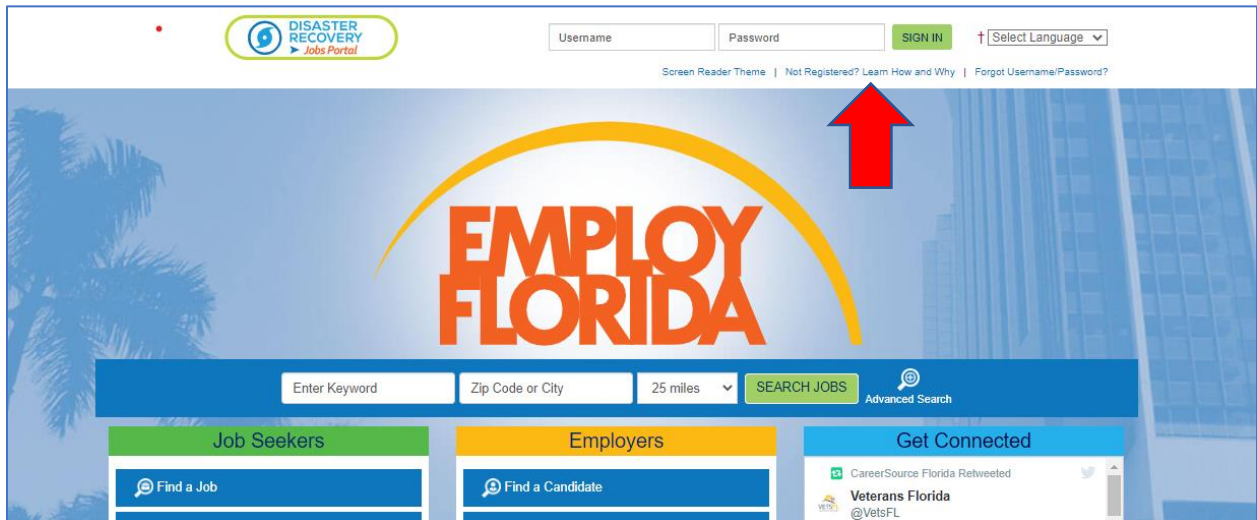 DISASTER
RECOVERY
Jobs Portal
Username
Password
SIGN IN
† Select Language
Screen Reader Theme | Not Registered? Learn How and Why | Forgot Username/Password?
EMPLOY
FLORIDA
Enter Keyword
Zip Code or City
25 miles
SEARCH JOBS
Advanced Search
Job Seekers
Employers
Get Connected
Find a Job
Find a Candidate
CareerSource Florida Retweeted
Veterans Florida
@VetsFL